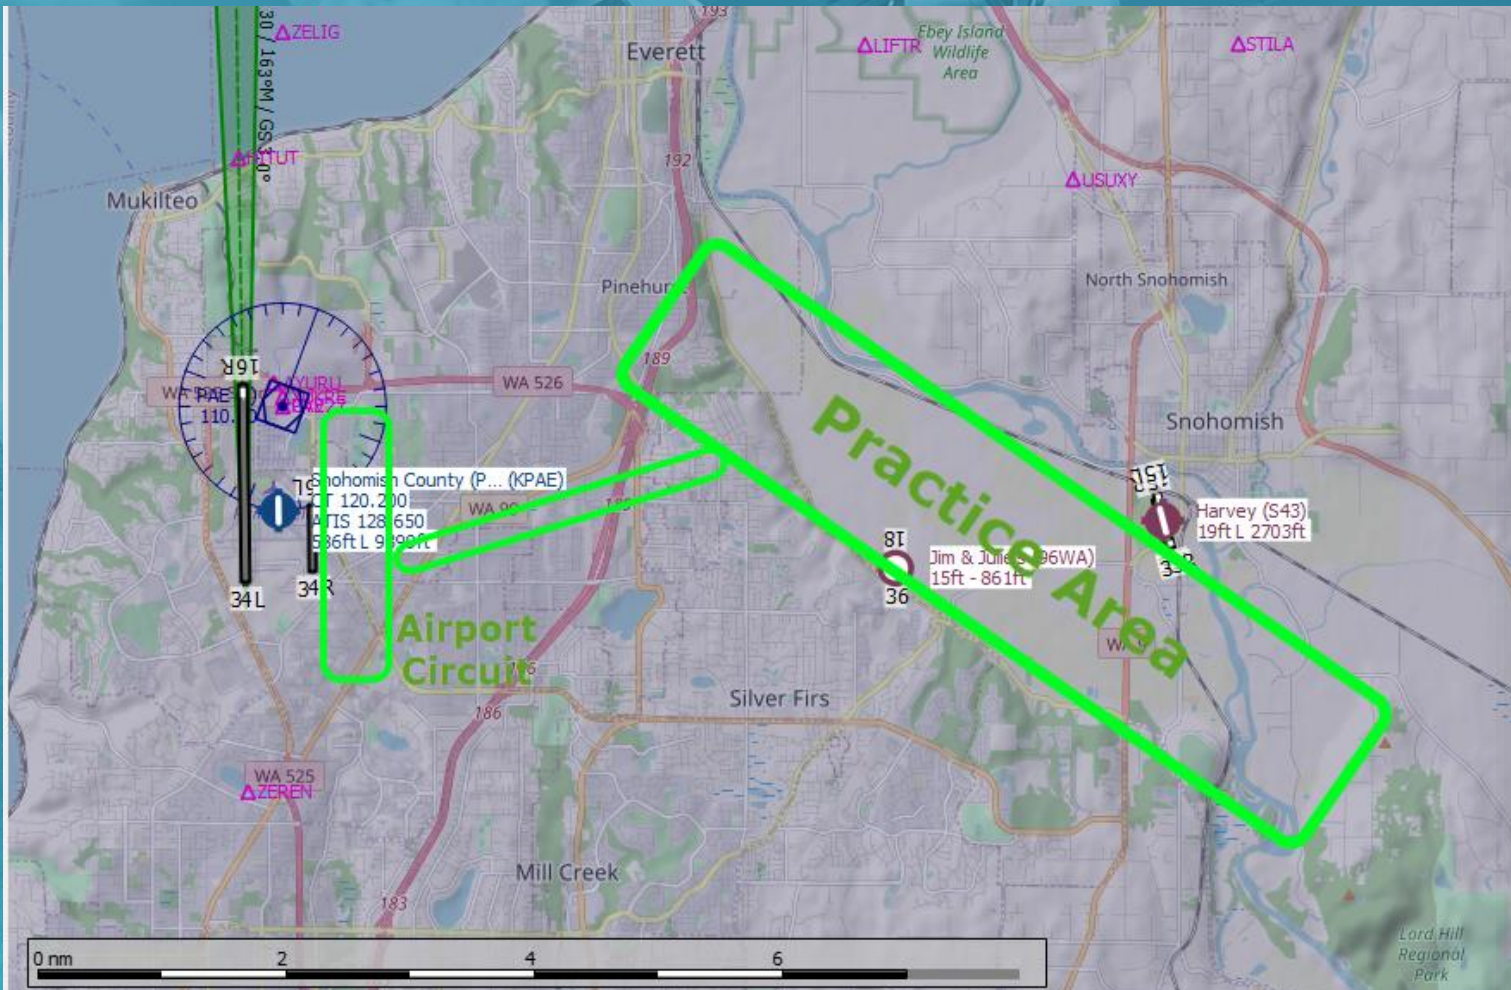 193
ZELIG
Everett
LIFTR
Ebey Island
Wildlife
Area
STILA
30 / 163°M / GS 3.0°
192
USUXY
Mukilteo
Pinehurst
North Snohomish
189
16R
WA 526
PAE
110.
Snohomish
Practice Area
Snohomish County (P... (KPAE)
CT 120.200
ATIS 128.650
WA 99
15L
Harvey (S43)
19ft L 2703ft
18
15ft - 861ft
36
34L
34R
Airport
Circuit
186
Silver Firs
WA 525
ZEREN
Mill Creek
183
Lord Hill
Regional
Park
0 nm 2 4 6